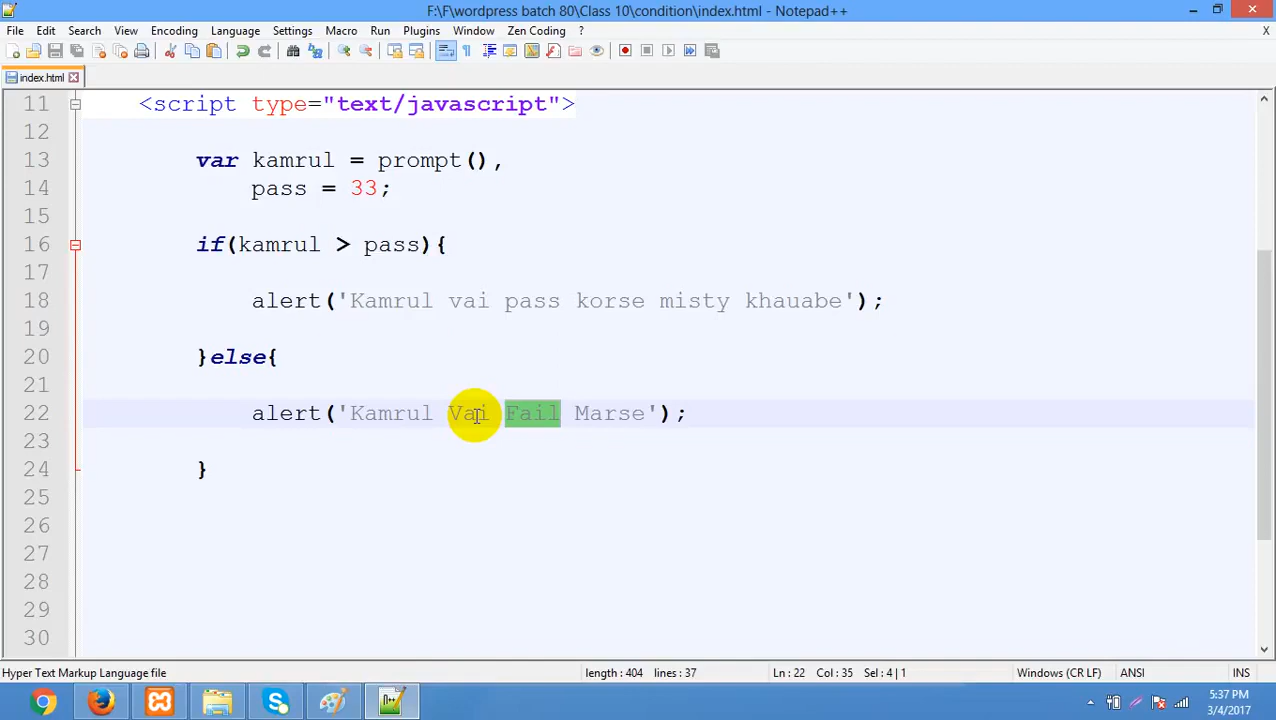 F:\F\wordpress batch 80\Class 10\condition\index.html - Notepad++
File Edit Search View Encoding Language Settings Macro Run Plugins Window Zen Coding ? X
index.html
11 <script type="text/javascript">
12
13 var kamrul = prompt(),
14 pass = 33;
15
16 if(kamrul > pass){
17
18 alert('Kamrul vai pass korse misty khauabe');
19
20 }else{
21
22 alert('Kamrul Vai Fail Marse');
23
24 }
25
26
27
28
29
30
Hyper Text Markup Language file length : 404 lines : 37 Ln : 22 Col : 35 Sel : 4 | 1 Windows (CR LF) ANSI INS
5:37 PM
3/4/2017